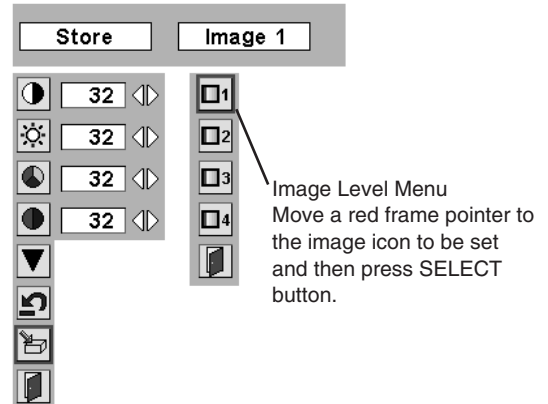 Store Image 1
32 1
32 2
32 3
32 4
Image Level Menu
Move a red frame pointer to
the image icon to be set
and then press SELECT
button.